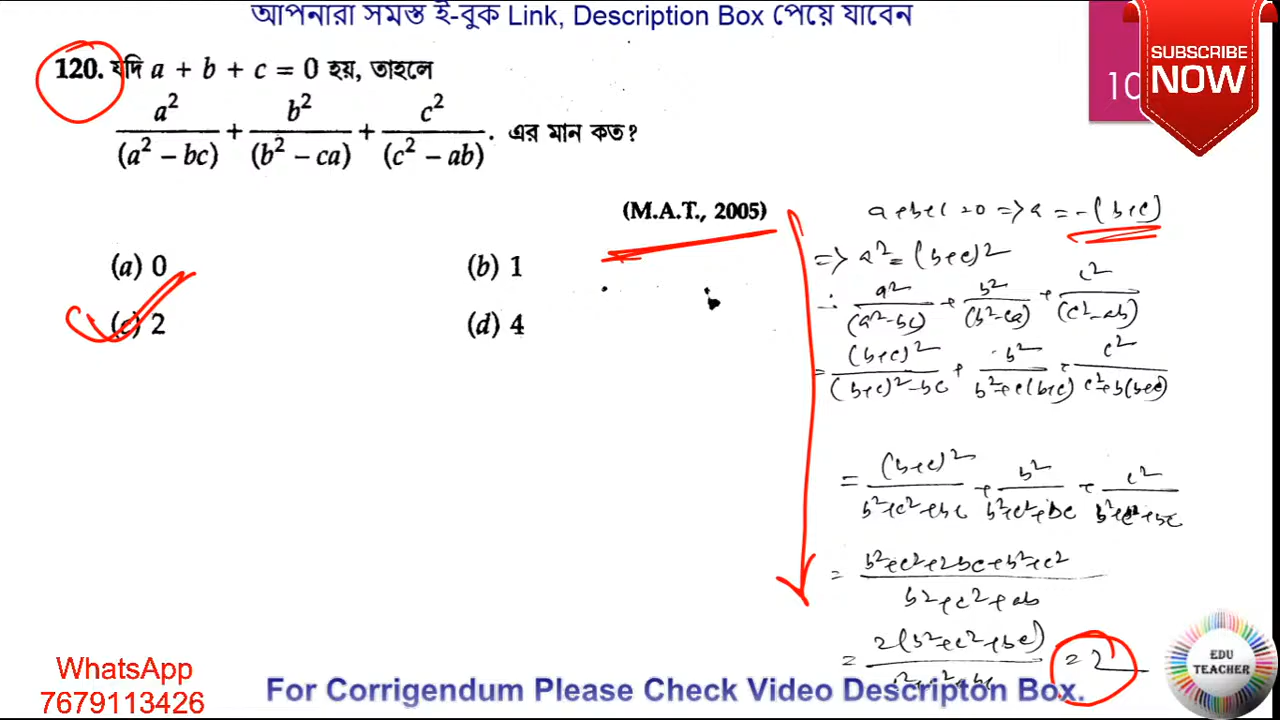 আপনারা সমস্ত ই-বুক Link, Description Box পেয়ে যাবেন
SUBSCRIBE
NOW
10
120. যদি a + b + c = 0 হয়, তাহলে
a²/(a² – bc) + b²/(b² – ca) + c²/(c² – ab). এর মান কত?
(M.A.T., 2005)
(a) 0
(b) 1
(c) 2
(d) 4
a+b+c=0 => a = -(b+c)
=> a² = (b+c)²
∴ a²/(a²-bc) + b²/(b²-ca) + c²/(c²-ab)
= (b+c)²/((b+c)²-bc) + b²/(b²+c(b+c)) + c²/(c²+b(b+c))
= (b+c)²/(b²+c²+bc) + b²/(b²+c²+bc) + c²/(b²+c²+bc)
= (b²+c²+2bc+b²+c²)/(b²+c²+ab)
= 2(b²+c²+bc)
= 2
EDU
TEACHER
WhatsApp
7679113426
For Corrigendum Please Check Video Descripton Box.